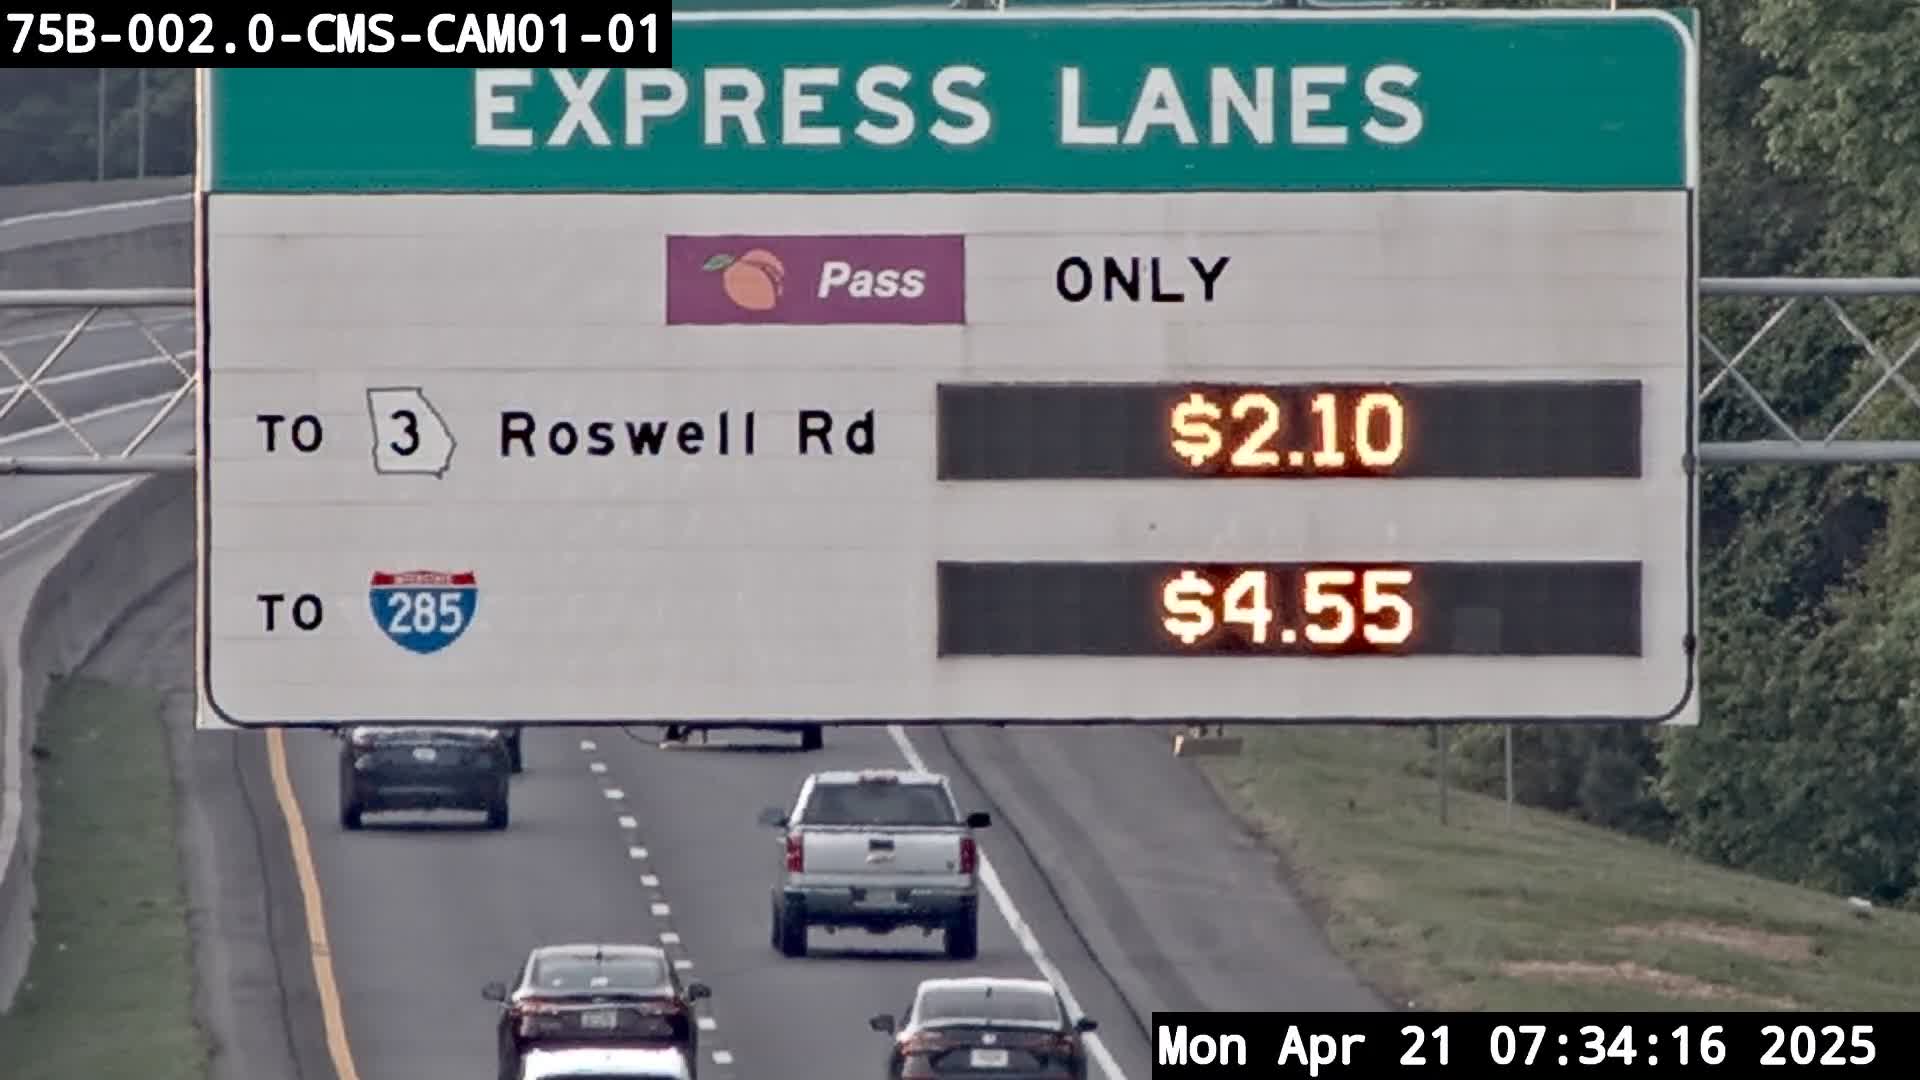 75B-002.0-CMS-CAM01-01
EXPRESS LANES
Pass ONLY
TO 3 Roswell Rd $2.10
TO 285 $4.55
Mon Apr 21 07:34:16 2025